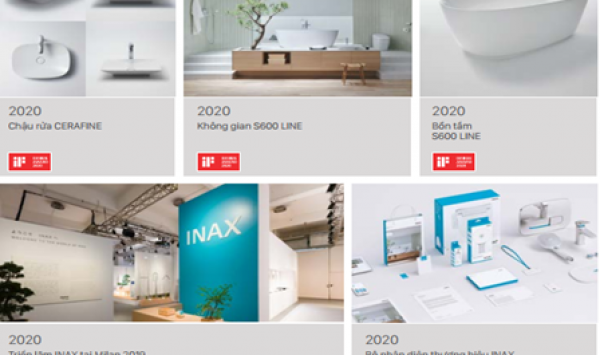 2020
Chậu rửa CERAFINE
2020
Không gian S600 LINE
2020
Bồn tắm
S600 LINE
iF
DESIGN
AWARD
2020
iF
DESIGN
AWARD
2020
iF
DESIGN
AWARD
2020
INAX
2020
Triển lãm INAX tại Milan 2019
2020
Bộ nhận diện thương hiệu INAX